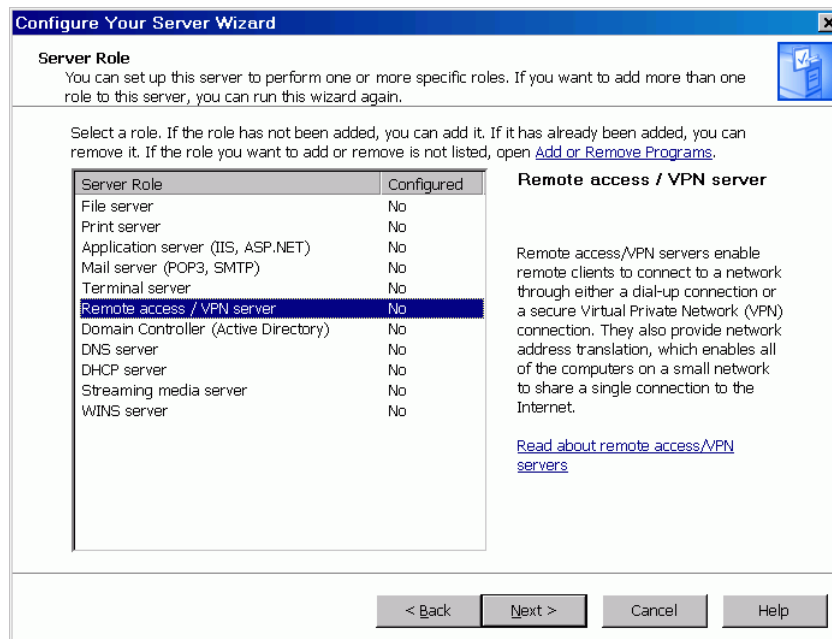 Configure Your Server Wizard
Server Role
You can set up this server to perform one or more specific roles. If you want to add more than one
role to this server, you can run this wizard again.
Select a role. If the role has not been added, you can add it. If it has already been added, you can
remove it. If the role you want to add or remove is not listed, open Add or Remove Programs.
Server Role Configured
File server No
Print server No
Application server (IIS, ASP.NET) No
Mail server (POP3, SMTP) No
Terminal server No
Remote access / VPN server No
Domain Controller (Active Directory) No
DNS server No
DHCP server No
Streaming media server No
WINS server No
Remote access / VPN server
Remote access/VPN servers enable
remote clients to connect to a network
through either a dial-up connection or
a secure Virtual Private Network (VPN)
connection. They also provide network
address translation, which enables all
of the computers on a small network
to share a single connection to the
Internet.
Read about remote access/VPN
servers
< Back
Next >
Cancel
Help